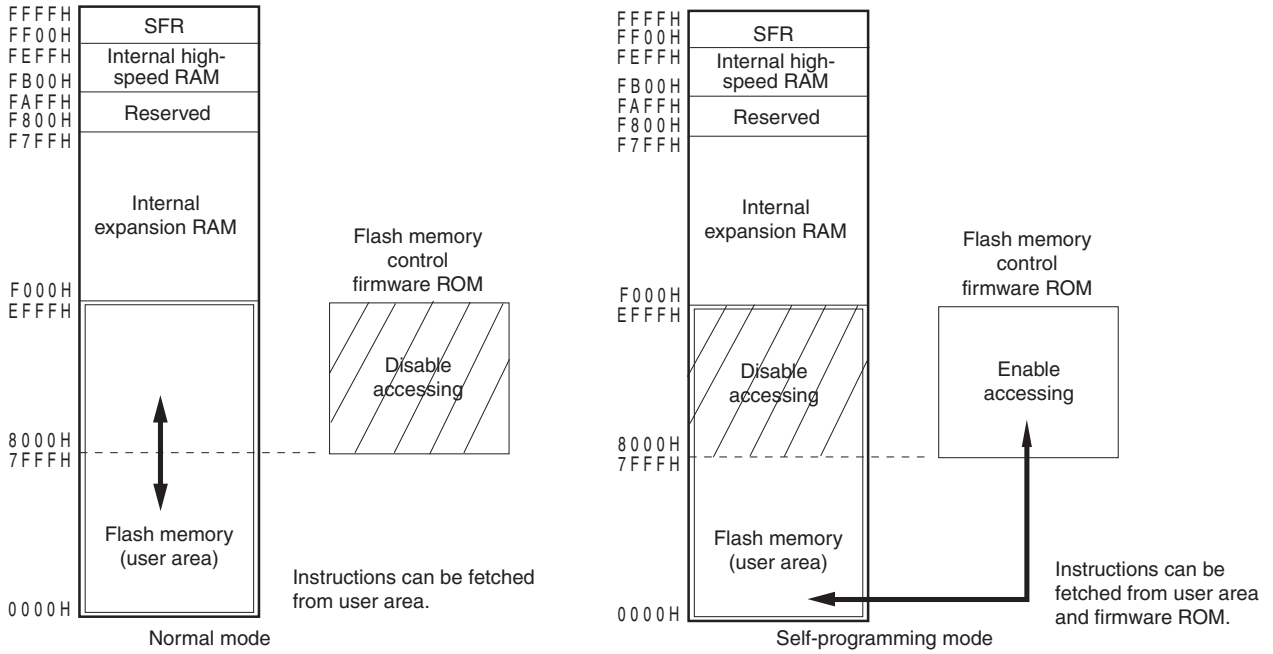 FFFFH
SFR
FF00H
FEFFH
Internal high-
speed RAM
FB00H
FAFFH
Reserved
F800H
F7FFH
Internal
expansion RAM
F000H
EFFFH
8000H
7FFFH
Flash memory
(user area)
0000H
Flash memory
control
firmware ROM
Disable
accessing
Instructions can be fetched
from user area.
Normal mode
FFFFH
SFR
FF00H
FEFFH
Internal high-
speed RAM
FB00H
FAFFH
Reserved
F800H
F7FFH
Internal
expansion RAM
F000H
EFFFH
Disable
accessing
8000H
7FFFH
Flash memory
(user area)
0000H
Flash memory
control
firmware ROM
Enable
accessing
Instructions can be
fetched from user area
and firmware ROM.
Self-programming mode